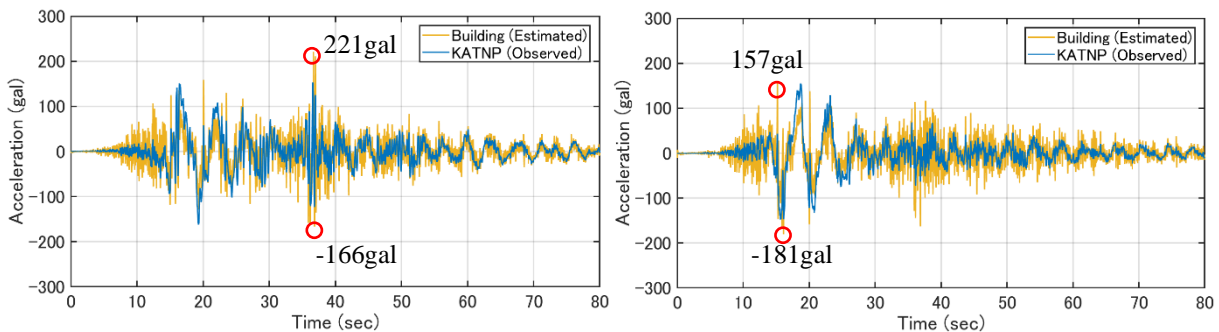 300
200
100
0
-100
-200
-300
Acceleration (gal)
0 10 20 30 40 50 60 70 80
Time (sec)
Building (Estimated)
KATNP (Observed)
221gal
-166gal
300
200
100
0
-100
-200
-300
Acceleration (gal)
0 10 20 30 40 50 60 70 80
Time (sec)
Building (Estimated)
KATNP (Observed)
157gal
-181gal